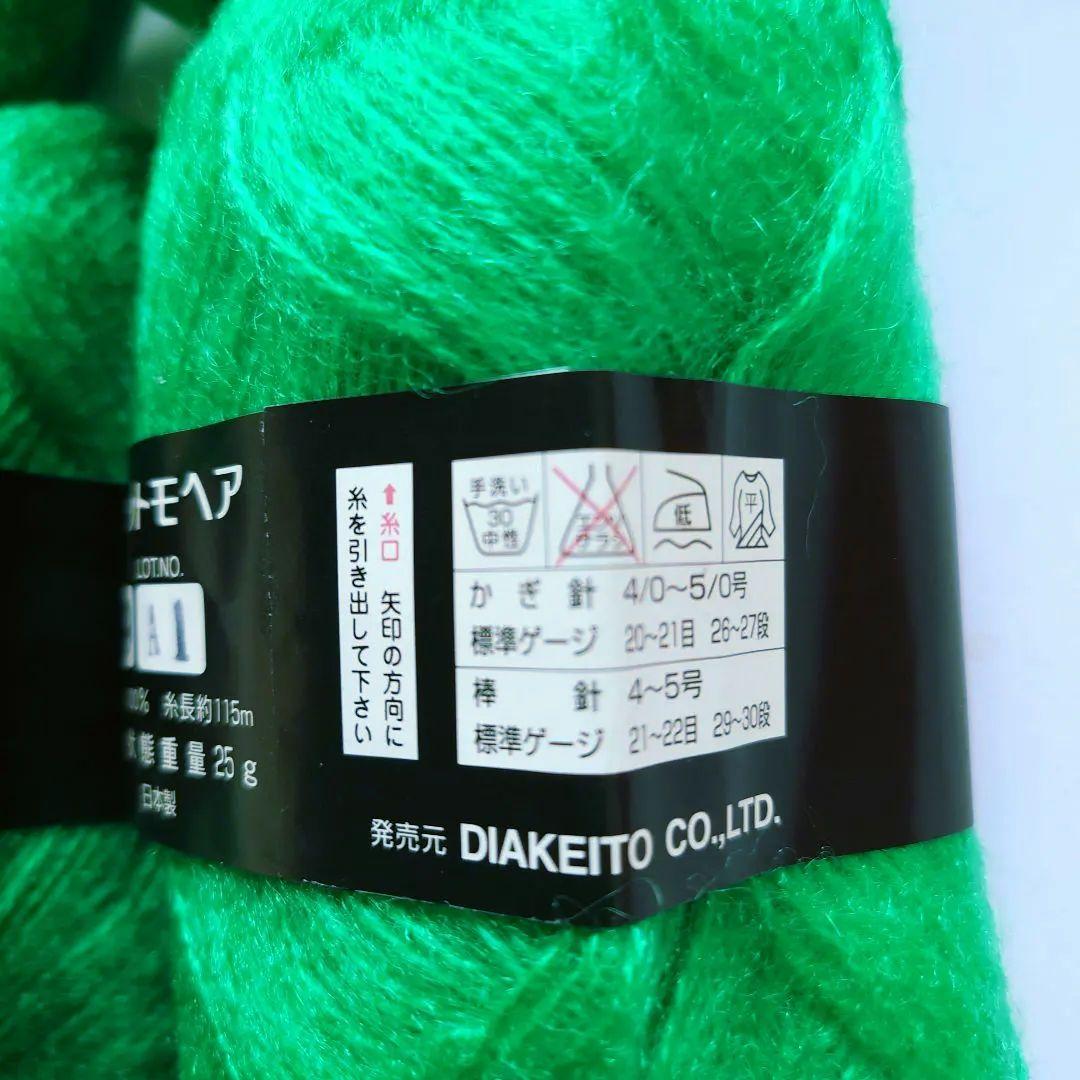 トモヘア
LOT.NO.
A 1
00% 糸長約115m
態重量25g
日本製
↑糸口 矢印の方向に
糸を引き出して下さい
手洗い
30
中性
低
平
かぎ針 4/0~5/0号
標準ゲージ 20~21目 26~27段
棒針 4~5号
標準ゲージ 21~22目 29~30段
発売元 DIAKEITO CO.,LTD.